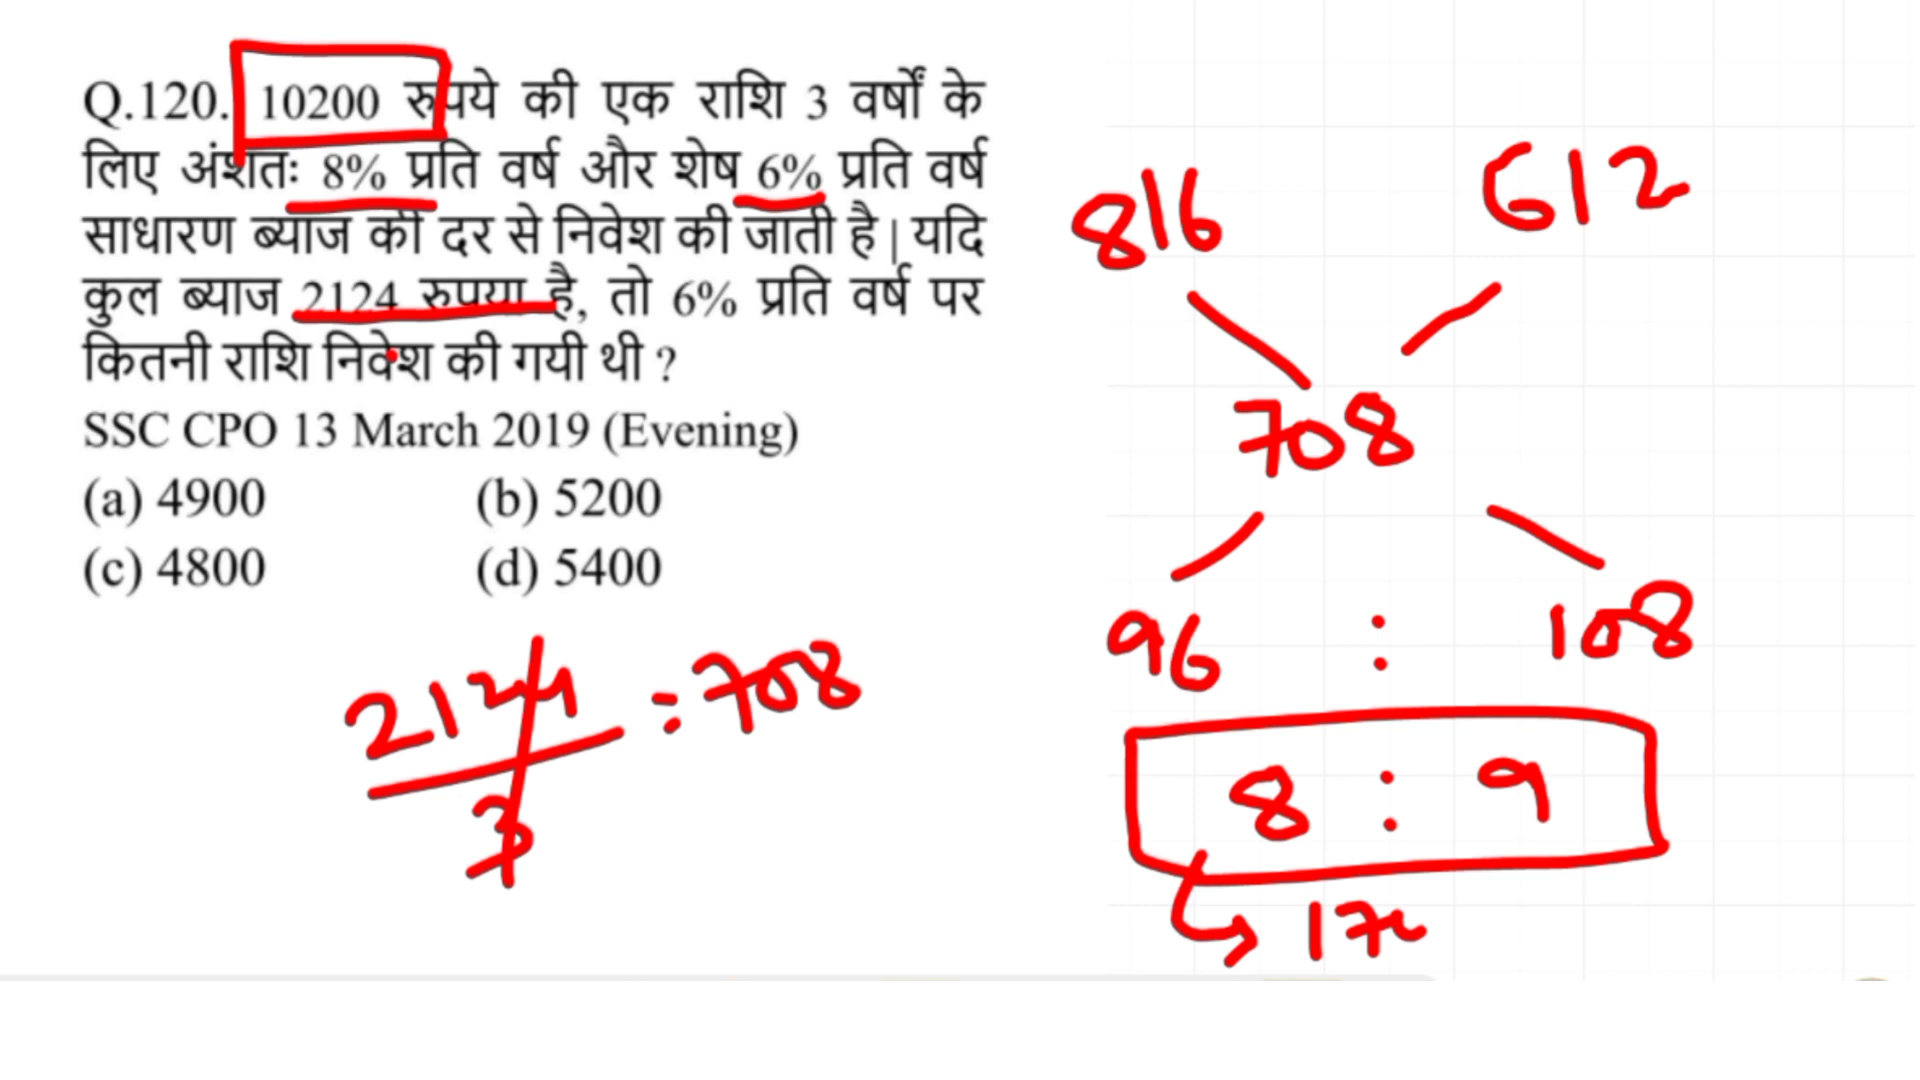 Q.120. 10200 रुपये की एक राशि 3 वर्षों के
लिए अंशतः 8% प्रति वर्ष और शेष 6% प्रति वर्ष
साधारण ब्याज की दर से निवेश की जाती है | यदि
कुल ब्याज 2124 रुपया है, तो 6% प्रति वर्ष पर
कितनी राशि निवेश की गयी थी ?
SSC CPO 13 March 2019 (Evening)
(a) 4900 (b) 5200
(c) 4800 (d) 5400
2124
3
= 708
816 612
708
96 : 108
8 : 9